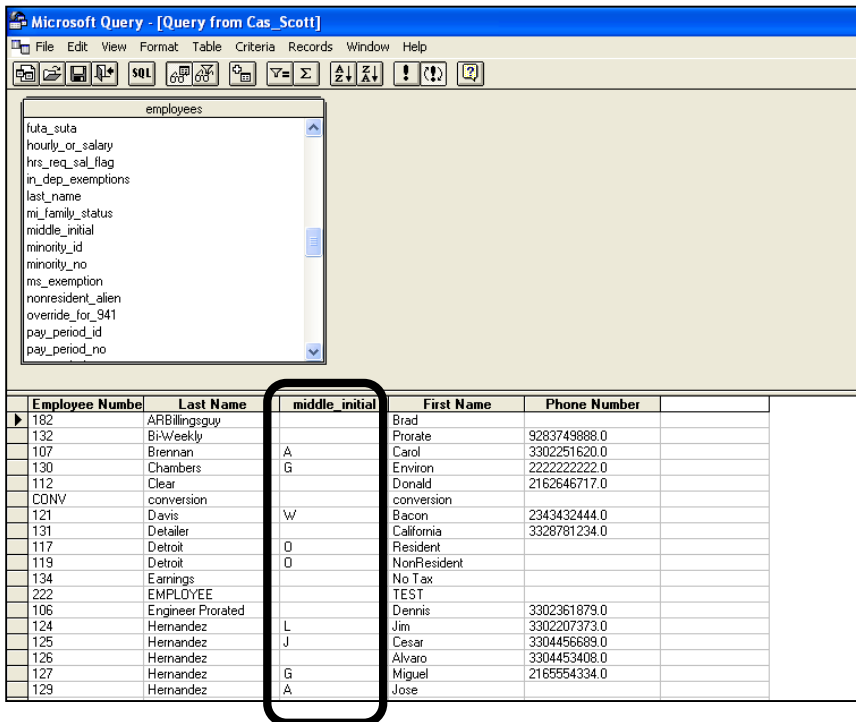 Microsoft Query - [Query from Cas_Scott]
File Edit View Format Table Criteria Records Window Help
SQL
employees
futa_suta
hourly_or_salary
hrs_req_sal_flag
in_dep_exemptions
last_name
mi_family_status
middle_initial
minority_id
minority_no
ms_exemption
nonresident_alien
override_for_941
pay_period_id
pay_period_no
Employee Numbe Last Name middle_initial First Name Phone Number
182 ARBillingsguy Brad
132 Bi-Weekly Prorate 9283749888.0
107 Brennan A Carol 3302251620.0
130 Chambers G Environ 2222222222.0
112 Clear Donald 2162646717.0
CONV conversion conversion
121 Davis W Bacon 2343432444.0
131 Detailer California 3328781234.0
117 Detroit O Resident
119 Detroit O NonResident
134 Earnings No Tax
222 EMPLOYEE TEST
106 Engineer Prorated Dennis 3302361879.0
124 Hernandez L Jim 3302207373.0
125 Hernandez J Cesar 3304456689.0
126 Hernandez Alvaro 3304453408.0
127 Hernandez G Miguel 2165554334.0
129 Hernandez A Jose